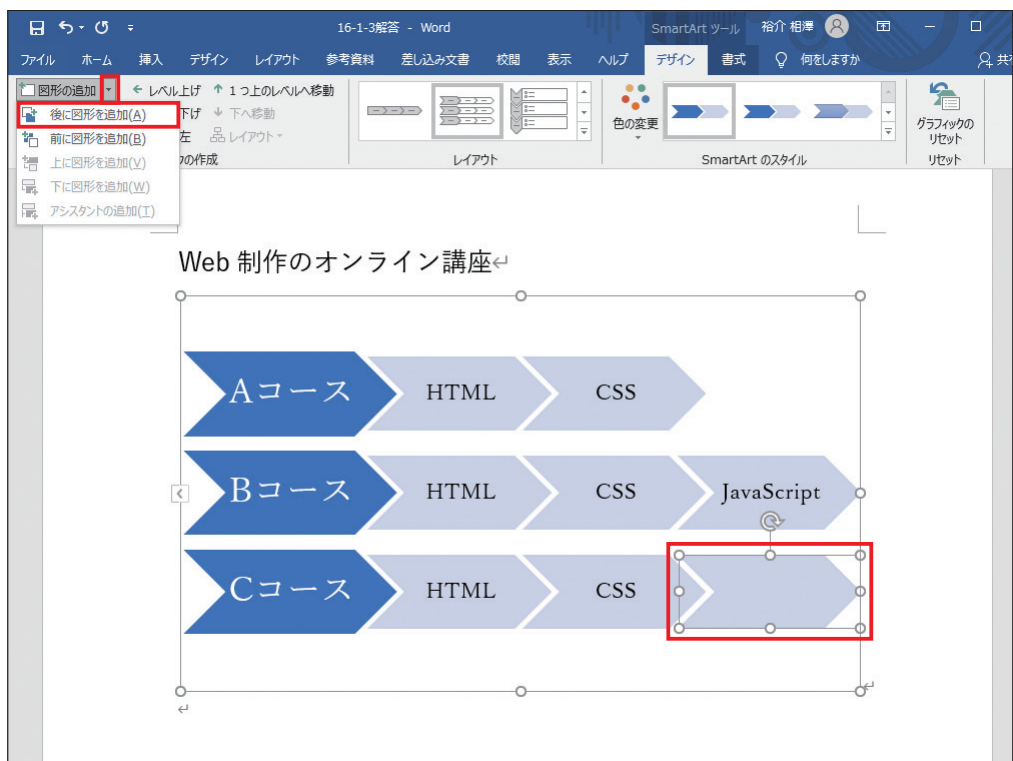 16-1-3解答 - Word
SmartArt ツール
裕介 相澤
ファイル ホーム 挿入 デザイン レイアウト 参考資料 差し込み文書 校閲 表示 ヘルプ デザイン 書式 何をしますか
図形の追加 レベル上げ 1 つ上のレベルへ移動
後に図形を追加(A) 下げ 下へ移動
前に図形を追加(B) 左 レイアウト
上に図形を追加(V) の作成
下に図形を追加(W)
アシスタントの追加(T)
レイアウト
色の変更
SmartArt のスタイル
グラフィックの
リセット
リセット
Web 制作のオンライン講座
Aコース HTML CSS
Bコース HTML CSS JavaScript
Cコース HTML CSS